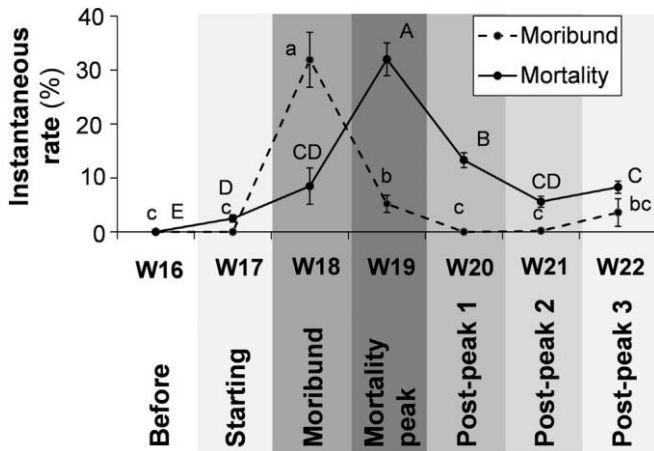 Instantaneous
rate (%)
40
30
20
10
0
Moribund
Mortality
a
A
CD
B
D
b
CD
C
c E
c
c
c
bc
W16 W17 W18 W19 W20 W21 W22
Before
Starting
Moribund
Mortality
peak
Post-peak 1
Post-peak 2
Post-peak 3